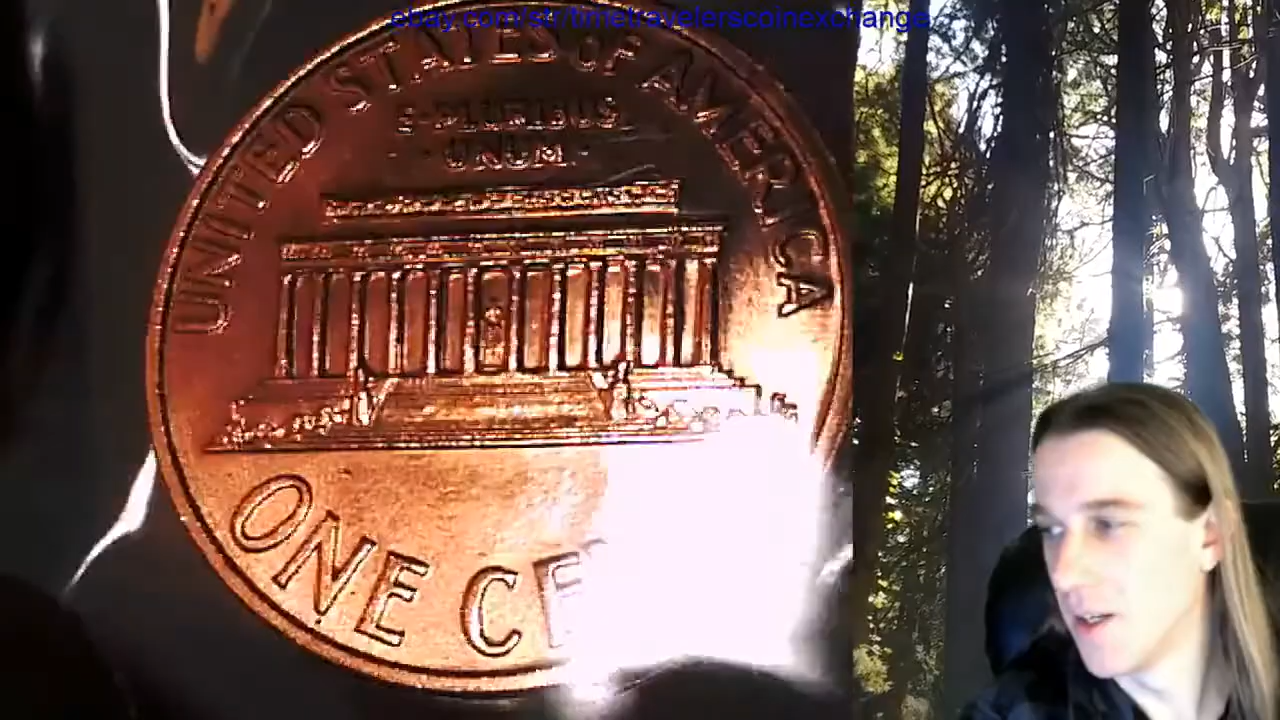 ebay.com/str/timetravelerscoinexchange
UNITED STATES OF AMERICA
E·PLURIBUS
·UNUM·
ONE CE